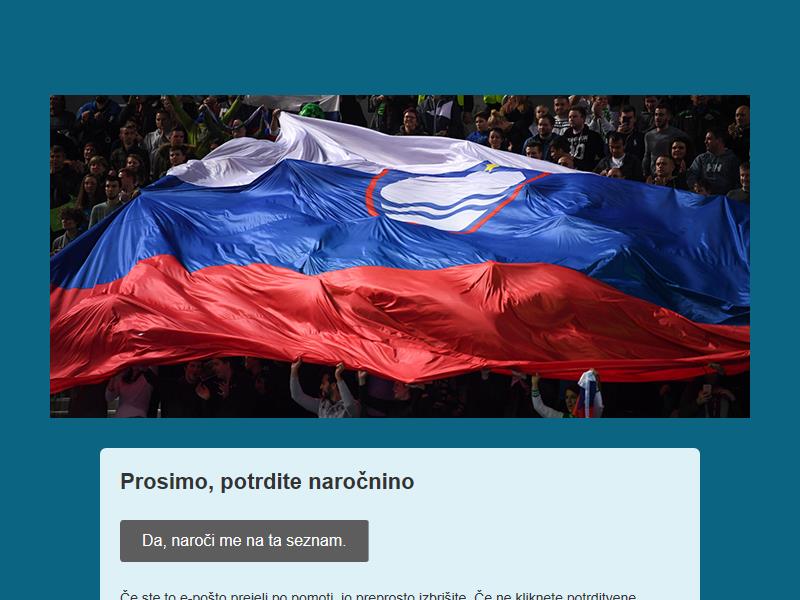 Prosimo, potrdite naročnino
Da, naroči me na ta seznam.
Če ste to e-pošto prejeli po pomoti, jo preprosto izbrišite. Če ne kliknete potrditvene